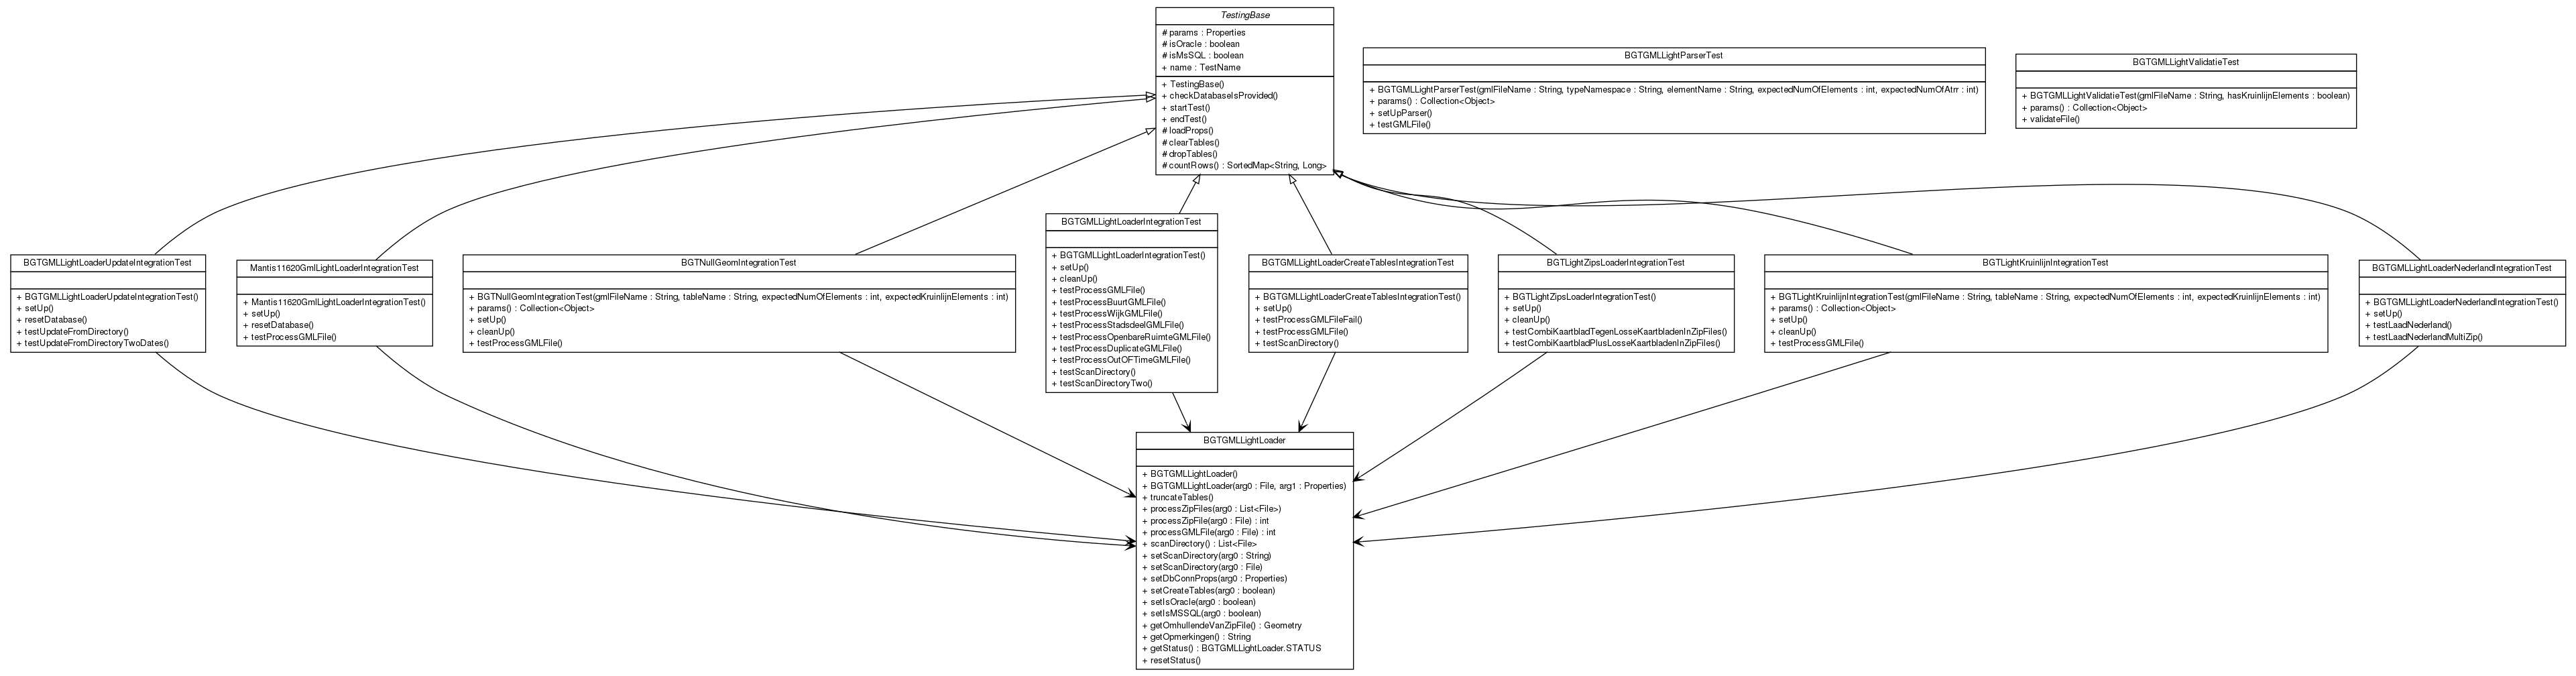 TestingBase
# params : Properties
# isOracle : boolean
# isMsSQL : boolean
+ name : TestName
+ TestingBase()
+ checkDatabaseIsProvided()
+ startTest()
+ endTest()
# loadProps()
# clearTables()
# dropTables()
# countRows() : SortedMap<String, Long>
BGTGMLLightParserTest
+ BGTGMLLightParserTest(gmlFileName : String, typeNamespace : String, elementName : String, expectedNumOfElements : int, expectedNumOfAtrr : int)
+ params() : Collection<Object>
+ setUpParser()
+ testGMLFile()
BGTGMLLightValidatieTest
+ BGTGMLLightValidatieTest(gmlFileName : String, hasKruinlijnElements : boolean)
+ params() : Collection<Object>
+ validateFile()
BGTGMLLightLoaderUpdateIntegrationTest
+ BGTGMLLightLoaderUpdateIntegrationTest()
+ setUp()
+ resetDatabase()
+ testUpdateFromDirectory()
+ testUpdateFromDirectoryTwoDates()
Mantis11620GmlLightLoaderIntegrationTest
+ Mantis11620GmlLightLoaderIntegrationTest()
+ setUp()
+ resetDatabase()
+ testProcessGMLFile()
BGTNullGeomIntegrationTest
+ BGTNullGeomIntegrationTest(gmlFileName : String, tableName : String, expectedNumOfElements : int, expectedKruinlijnElements : int)
+ params() : Collection<Object>
+ setUp()
+ cleanUp()
+ testProcessGMLFile()
BGTGMLLightLoaderIntegrationTest
+ BGTGMLLightLoaderIntegrationTest()
+ setUp()
+ cleanUp()
+ testProcessGMLFile()
+ testProcessBuurtGMLFile()
+ testProcessWijkGMLFile()
+ testProcessStadsdeelGMLFile()
+ testProcessOpenbareRuimteGMLFile()
+ testProcessDuplicateGMLFile()
+ testProcessOutOFTimeGMLFile()
+ testScanDirectory()
+ testScanDirectoryTwo()
BGTGMLLightLoaderCreateTablesIntegrationTest
+ BGTGMLLightLoaderCreateTablesIntegrationTest()
+ setUp()
+ testProcessGMLFileFail()
+ testProcessGMLFile()
+ testScanDirectory()
BGTLightZipsLoaderIntegrationTest
+ BGTLightZipsLoaderIntegrationTest()
+ setUp()
+ cleanUp()
+ testCombiKaartbladTegenLosseKaartbladenInZipFiles()
+ testCombiKaartbladPlusLosseKaartbladenInZipFiles()
BGTLightKruinlijnIntegrationTest
+ BGTLightKruinlijnIntegrationTest(gmlFileName : String, tableName : String, expectedNumOfElements : int, expectedKruinlijnElements : int)
+ params() : Collection<Object>
+ setUp()
+ cleanUp()
+ testProcessGMLFile()
BGTGMLLightLoaderNederlandIntegrationTest
+ BGTGMLLightLoaderNederlandIntegrationTest()
+ setUp()
+ testLaadNederland()
+ testLaadNederlandMultiZip()
BGTGMLLightLoader
+ BGTGMLLightLoader()
+ BGTGMLLightLoader(arg0 : File, arg1 : Properties)
+ truncateTables()
+ processZipFiles(arg0 : List<File>)
+ processZipFile(arg0 : File) : int
+ processGMLFile(arg0 : File) : int
+ scanDirectory() : List<File>
+ setScanDirectory(arg0 : String)
+ setScanDirectory(arg0 : File)
+ setDbConnProps(arg0 : Properties)
+ setCreateTables(arg0 : boolean)
+ setIsOracle(arg0 : boolean)
+ setIsMSSQL(arg0 : boolean)
+ getOmhullendeVanZipFile() : Geometry
+ getOpmerkingen() : String
+ getStatus() : BGTGMLLightLoader.STATUS
+ resetStatus()